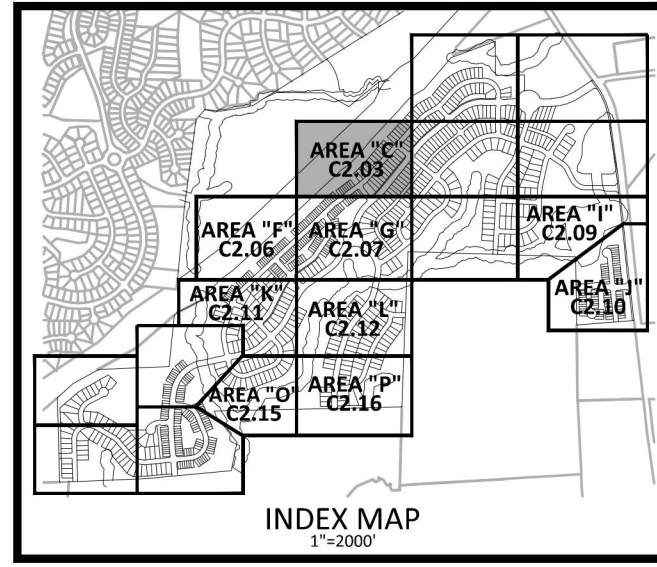 AREA "C"
C2.03
AREA "F"
C2.06
AREA "G"
C2.07
AREA "I"
C2.09
AREA "K"
C2.11
AREA "L"
C2.12
AREA "J"
C2.10
AREA "O"
C2.15
AREA "P"
C2.16
INDEX MAP
1"=2000'